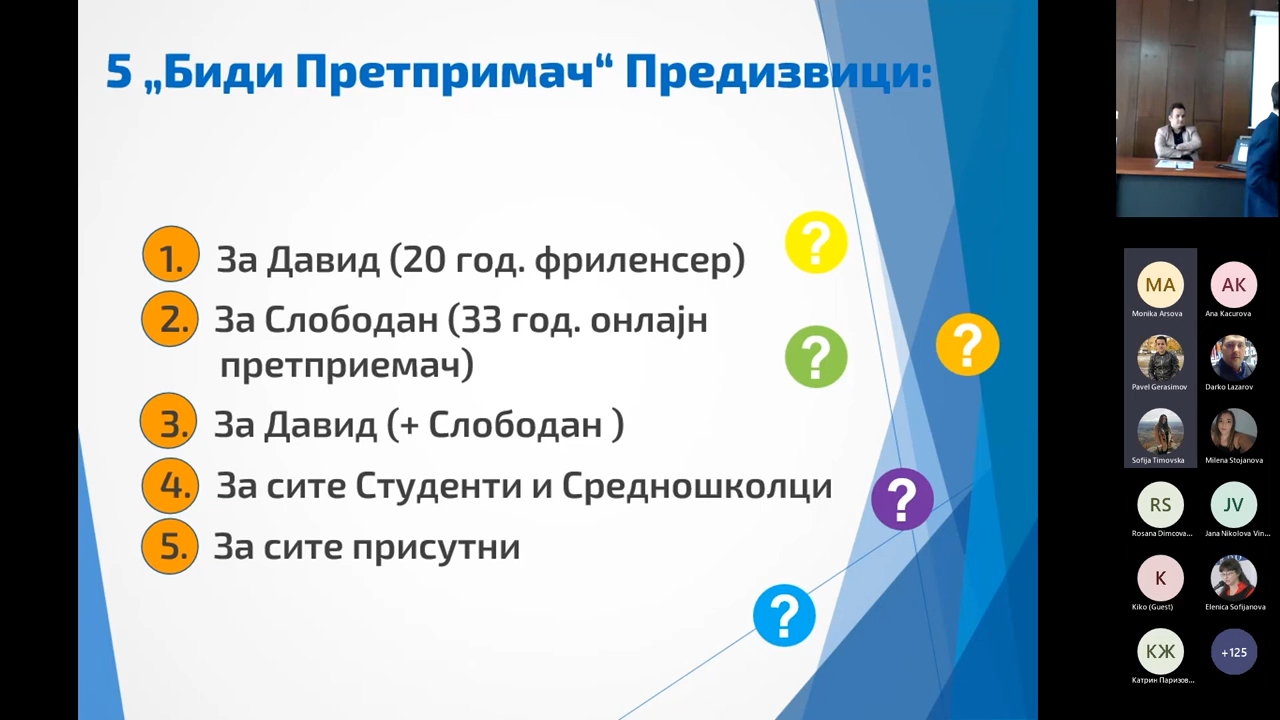 5 „Биди Претпримач“ Предизвици:
1. За Давид (20 год. фриленсер)
2. За Слободан (33 год. онлајн
претприемач)
3. За Давид (+ Слободан )
4. За сите Студенти и Средношколци
5. За сите присутни
?
?
?
?
?
MA
AK
Monika Arsova
Ana Kacurova
Pavel Gerasimov
Darko Lazarov
Sofija Timovska
Milena Stojanova
RS
JV
Rosana Dimcova...
Jana Nikolova Vin...
K
Kiko (Guest)
Elenica Sofijanova
КЖ
+125
Катрин Паризов...